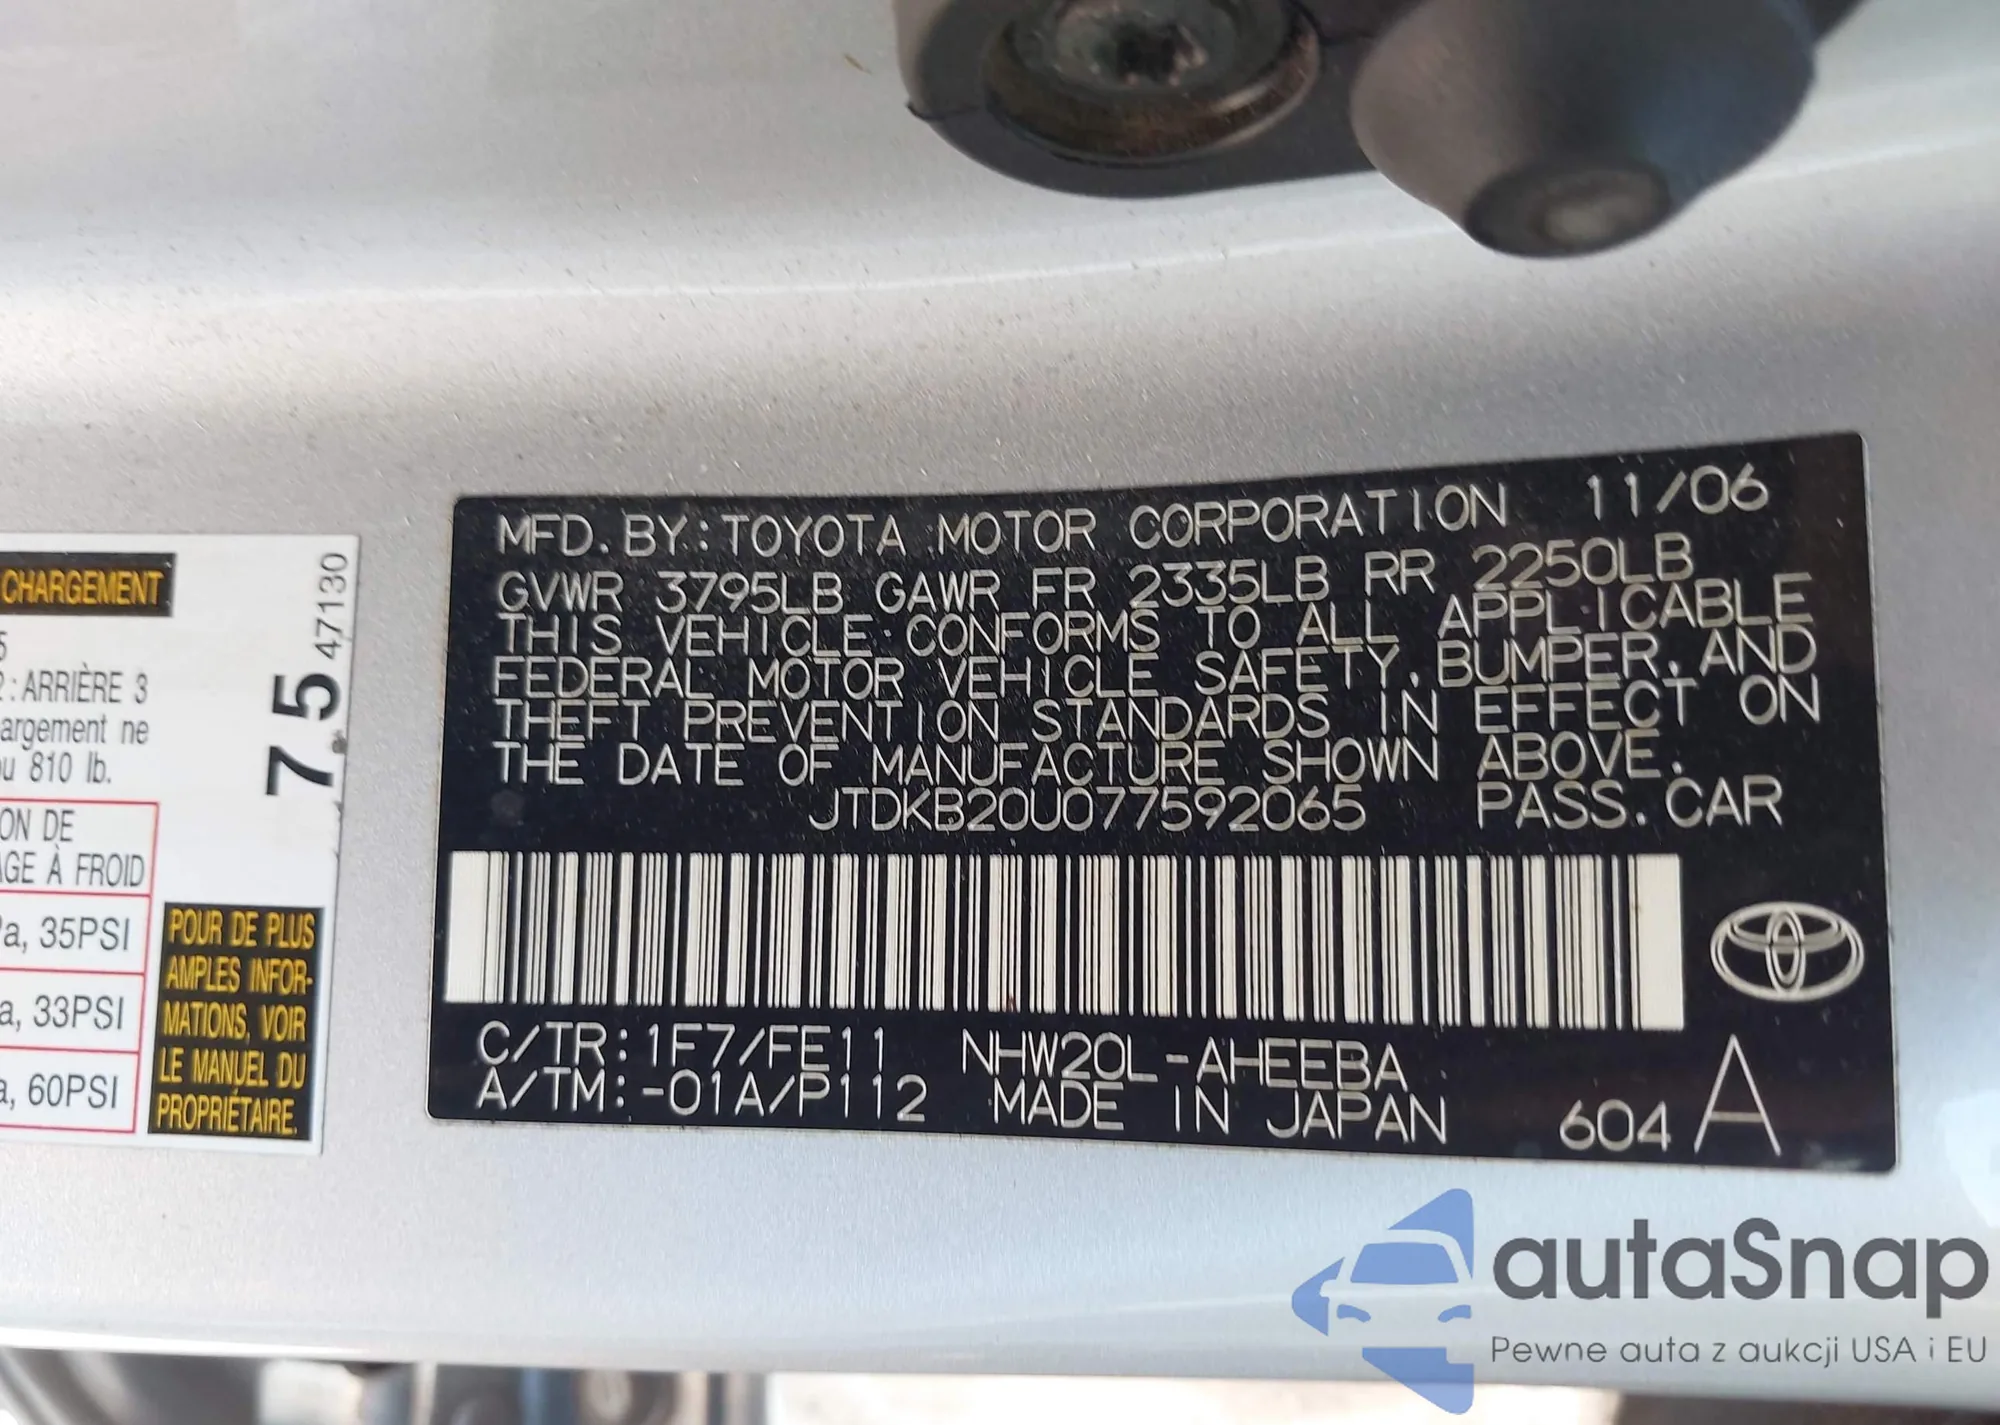 CHARGEMENT
5
2 : ARRIÈRE 3
argement ne
ou 810 lb.
ON DE
AGE À FROID
Pa, 35PSI
a, 33PSI
a, 60PSI
75
47130
POUR DE PLUS
AMPLES INFOR-
MATIONS, VOIR
LE MANUEL DU
PROPRIÉTAIRE.
MFD. BY: TOYOTA MOTOR CORPORATION 11/06
GVWR 3795LB GAWR FR 2335LB RR 2250LB
THIS VEHICLE CONFORMS TO ALL APPLICABLE
FEDERAL MOTOR VEHICLE SAFETY, BUMPER, AND
THEFT PREVENTION STANDARDS IN EFFECT ON
THE DATE OF MANUFACTURE SHOWN ABOVE.
JTDKB20U077592065 PASS. CAR
C/TR: 1F7/FE11 NHW20L-AHEEBA
A/TM: -01A/P112 MADE IN JAPAN 604 A
autaSnap
Pewne auta z aukcji USA i EU